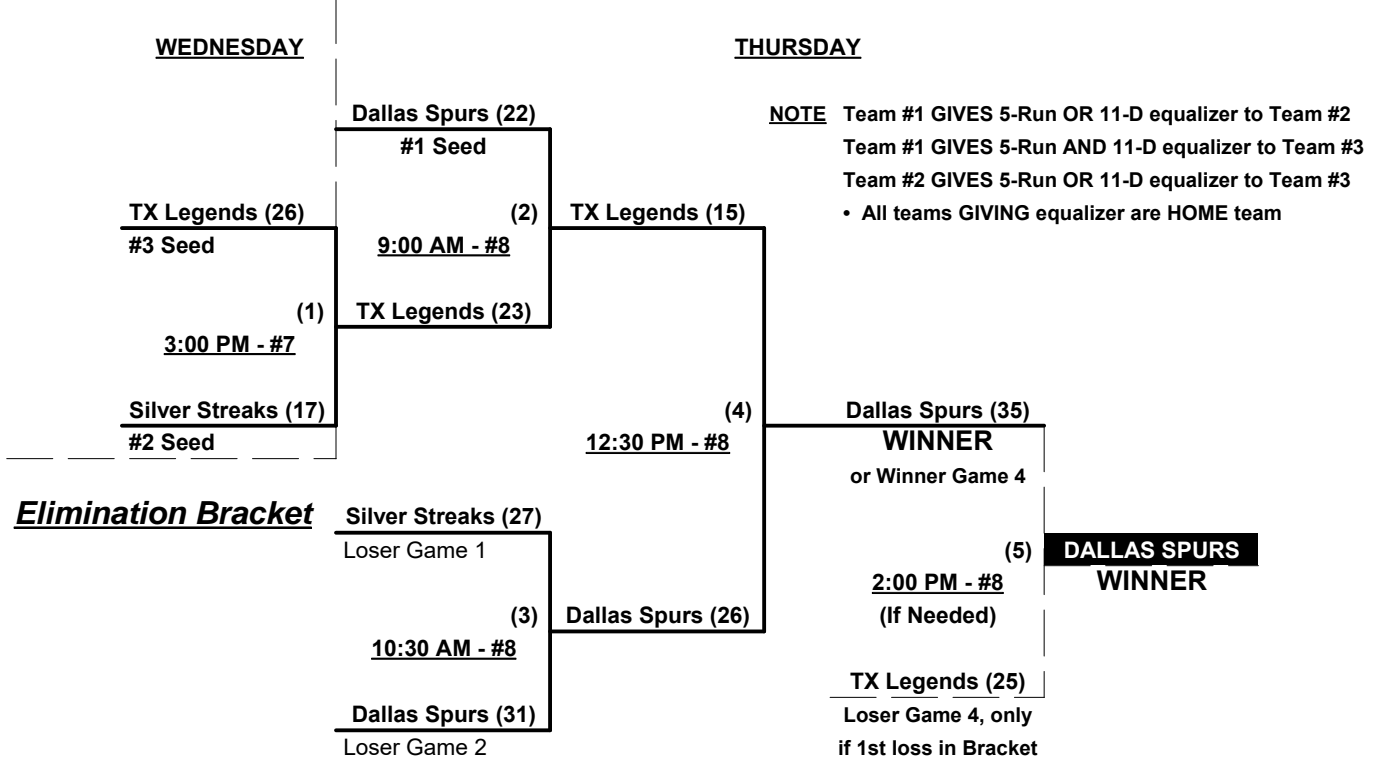 WEDNESDAY
THURSDAY
Dallas Spurs (22)
#1 Seed
NOTE Team #1 GIVES 5-Run OR 11-D equalizer to Team #2
Team #1 GIVES 5-Run AND 11-D equalizer to Team #3
Team #2 GIVES 5-Run OR 11-D equalizer to Team #3
• All teams GIVING equalizer are HOME team
TX Legends (26)
#3 Seed
(2)
9:00 AM - #8
TX Legends (15)
(1)
3:00 PM - #7
TX Legends (23)
Silver Streaks (17)
#2 Seed
(4)
12:30 PM - #8
Dallas Spurs (35)
WINNER
or Winner Game 4
Elimination Bracket
Silver Streaks (27)
Loser Game 1
(5)
2:00 PM - #8
(If Needed)
DALLAS SPURS
WINNER
(3)
10:30 AM - #8
Dallas Spurs (26)
TX Legends (25)
Loser Game 4, only
if 1st loss in Bracket
Dallas Spurs (31)
Loser Game 2